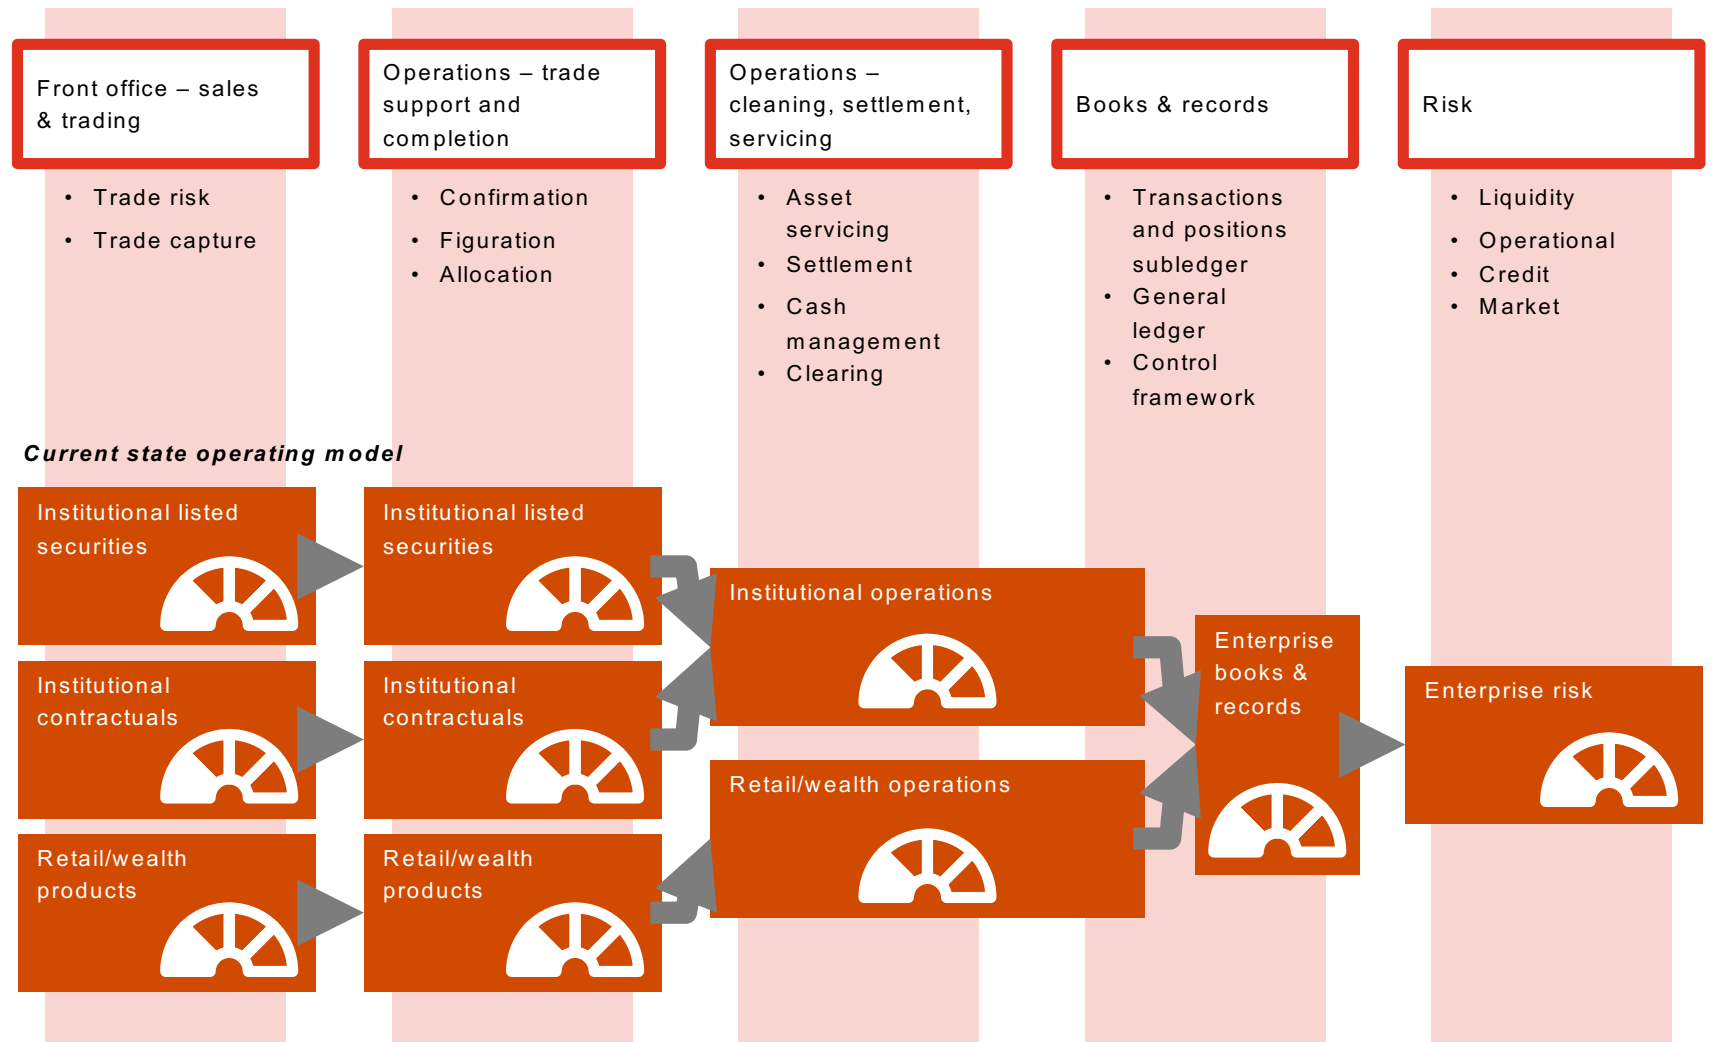 Front office – sales
& trading
Operations – trade
support and
completion
Operations –
cleaning, settlement,
servicing
Books & records
Risk
• Trade risk
• Trade capture
• Confirmation
• Figuration
• Allocation
• Asset
servicing
• Settlement
• Cash
management
• Clearing
• Transactions
and positions
subledger
• General
ledger
• Control
framework
• Liquidity
• Operational
• Credit
• Market
Current state operating model
Institutional listed
securities
Institutional listed
securities
Institutional
contractuals
Institutional
contractuals
Retail/wealth
products
Retail/wealth
products
Institutional operations
Retail/wealth operations
Enterprise
books &
records
Enterprise risk